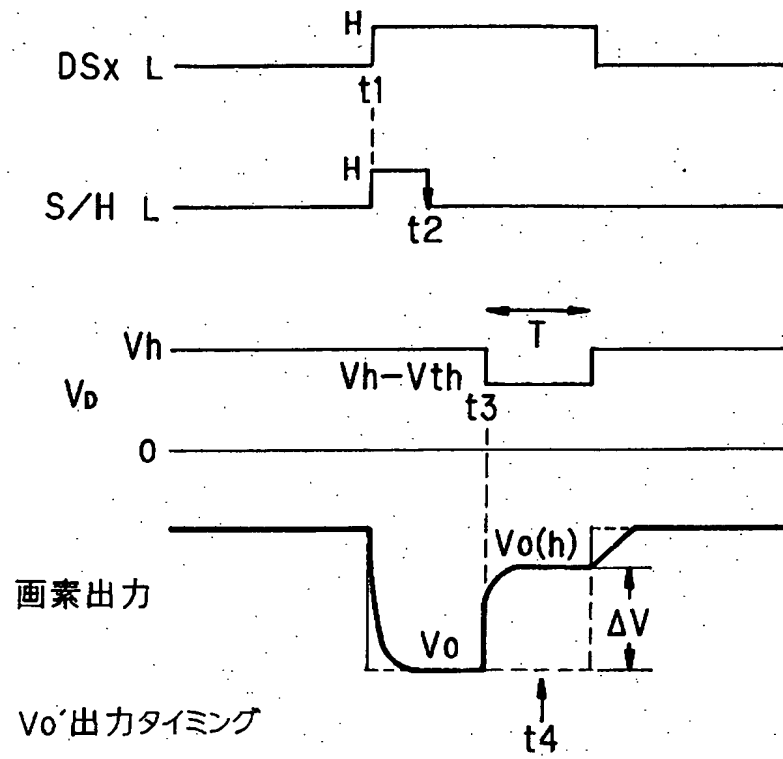 H
DSx L
t1
H
S/H L
t2
T
Vh
Vh-Vth
VD
t3
0
Vo(h)
画素出力
Vo
ΔV
Vo'出力タイミング
t4